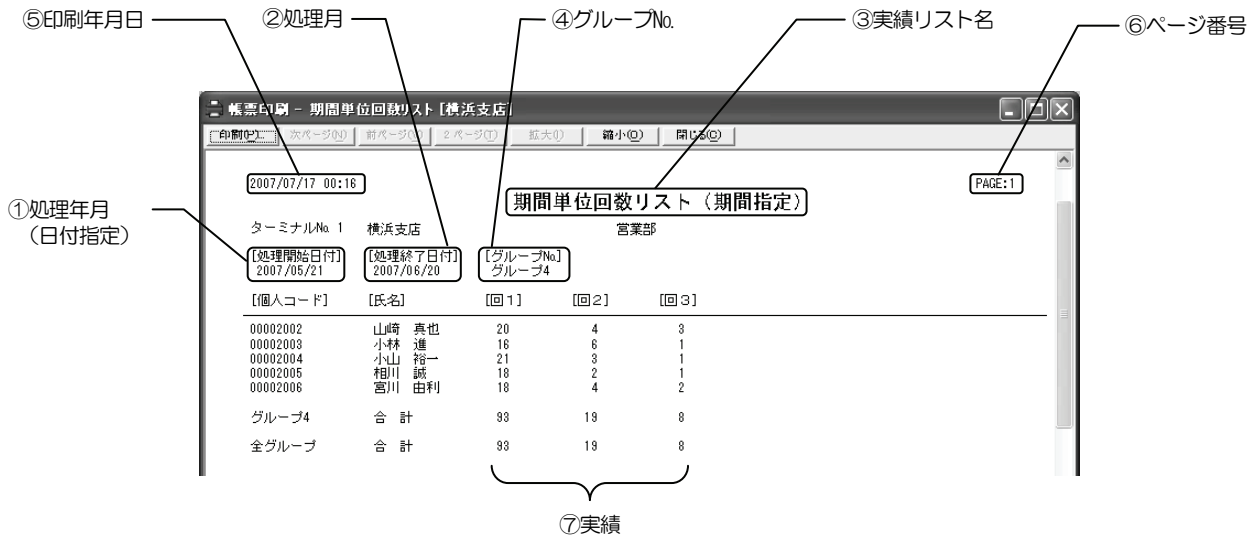 ⑤印刷年月日 ②処理月 ④グループ№ ③実績リスト名 ⑥ページ番号
帳票印刷 - 期間単位回数リスト [横浜支店]
印刷(P)... 次ページ(N) 前ページ(V) 2 ページ(T) 拡大(I) 縮小(O) 閉じる(C)
2007/07/17 00:16 PAGE:1
期間単位回数リスト（期間指定）
①処理年月
（日付指定）
ターミナル№ 1 横浜支店 営業部
[処理開始日付] [処理終了日付] [グループ№]
2007/05/21 2007/06/20 グループ4
[個人コード] [氏名] [回1] [回2] [回3]
00002002 山崎 真也 20 4 3
00002003 小林 進 16 6 1
00002004 小山 裕一 21 3 1
00002005 相川 誠 18 2 1
00002006 宮川 由利 18 4 2
グループ4 合 計 93 19 8
全グループ 合 計 93 19 8
⑦実績